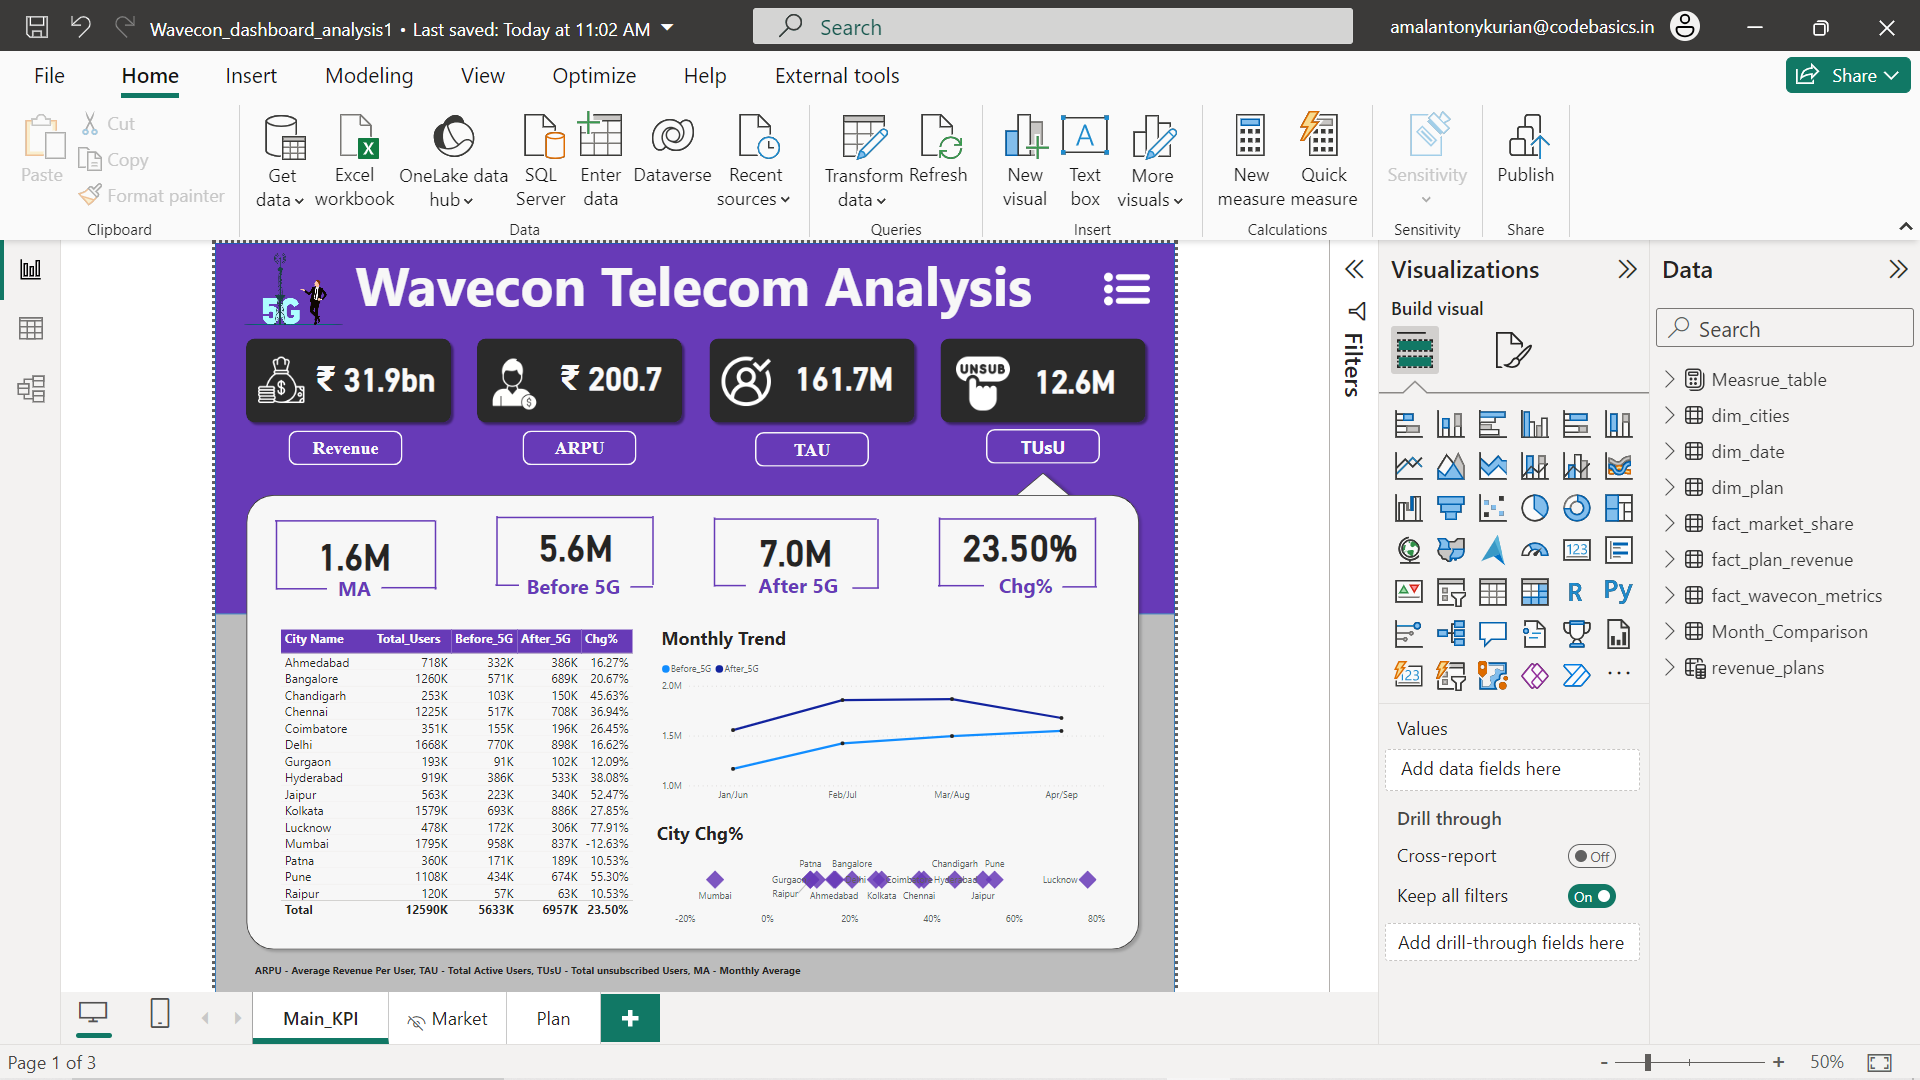 Wavecon_dashboard_analysis1 • Last saved: Today at 11:02 AM
Search
amalantonykurian@codebasics.in
File
Home
Insert
Modeling
View
Optimize
Help
External tools
Share
Paste
Cut
Copy
Format painter
Clipboard
Get data
Excel workbook
OneLake data hub
SQL Server
Enter data
Dataverse
Recent sources
Data
Transform data
Refresh
Queries
New visual
Text box
More visuals
Insert
New measure
Quick measure
Calculations
Sensitivity
Sensitivity
Publish
Share
5G
Wavecon Telecom Analysis
₹ 31.9bn
₹ 200.7
161.7M
UNSUB
12.6M
Revenue
ARPU
TAU
TUsU
1.6M
MA
5.6M
Before 5G
7.0M
After 5G
23.50%
Chg%
City Name Total_Users Before_5G After_5G Chg%
Ahmedabad 718K 332K 386K 16.27%
Bangalore 1260K 571K 689K 20.67%
Chandigarh 253K 103K 150K 45.63%
Chennai 1225K 517K 708K 36.94%
Coimbatore 351K 155K 196K 26.45%
Delhi 1668K 770K 898K 16.62%
Gurgaon 193K 91K 102K 12.09%
Hyderabad 919K 386K 533K 38.08%
Jaipur 563K 223K 340K 52.47%
Kolkata 1579K 693K 886K 27.85%
Lucknow 478K 172K 306K 77.91%
Mumbai 1795K 958K 837K -12.63%
Patna 360K 171K 189K 10.53%
Pune 1108K 434K 674K 55.30%
Raipur 120K 57K 63K 10.53%
Total 12590K 5633K 6957K 23.50%
Monthly Trend
Before_5G After_5G
2.0M
1.5M
1.0M
Jan/Jun Feb/Jul Mar/Aug Apr/Sep
City Chg%
Patna Bangalore Chandigarh Pune
Lucknow
Mumbai Raipur Ahmedabad Kolkata Chennai Jaipur
-20% 0% 20% 40% 60% 80%
ARPU - Average Revenue Per User, TAU - Total Active Users, TUsU - Total unsubscribed Users, MA - Monthly Average
Filters
Visualizations
Build visual
123
R
Py
123
Values
Add data fields here
Drill through
Cross-report
Off
Keep all filters
On
Add drill-through fields here
Data
Search
Measrue_table
dim_cities
dim_date
dim_plan
fact_market_share
fact_plan_revenue
fact_wavecon_metrics
Month_Comparison
revenue_plans
Main_KPI
Market
Plan
+
Page 1 of 3
- + 50%